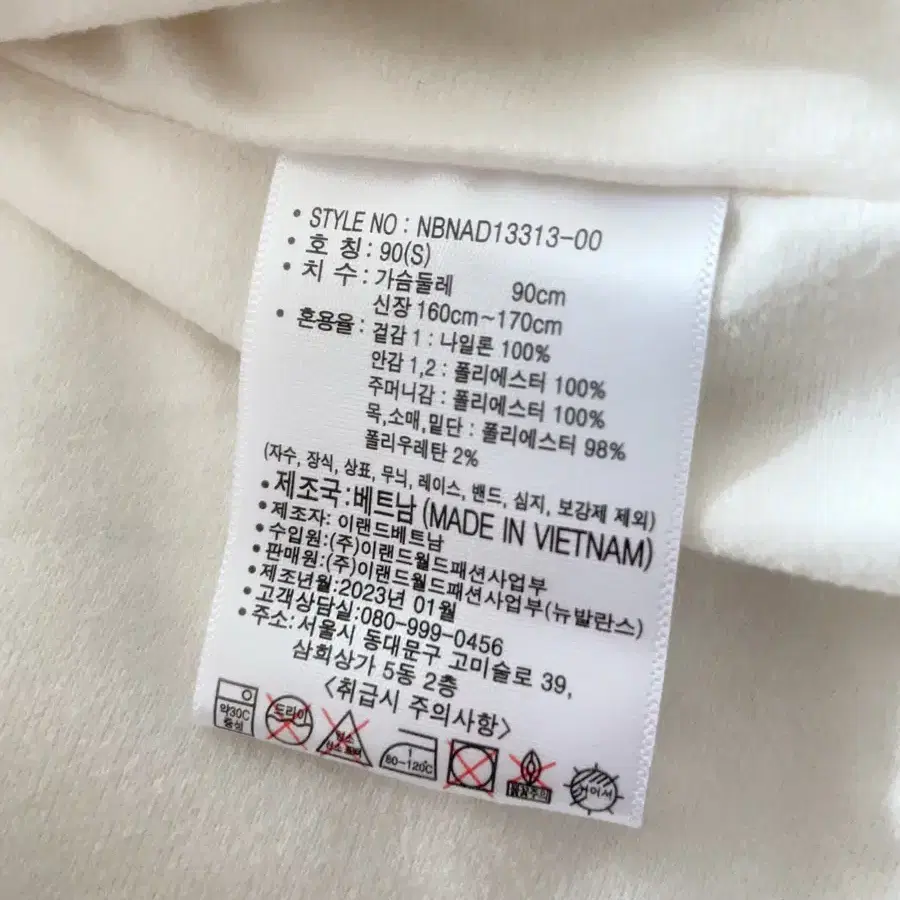 • STYLE NO : NBNAD13313-00
• 호 칭 : 90(S)
• 치 수 : 가슴둘레 90cm
신장 160cm~170cm
• 혼용율 : 겉감 1 : 나일론 100%
안감 1,2 : 폴리에스터 100%
주머니감 : 폴리에스터 100%
목,소매,밑단 : 폴리에스터 98%
폴리우레탄 2%
(자수, 장식, 상표, 무늬, 레이스, 밴드, 심지, 보강제 제외)
• 제조국:베트남 (MADE IN VIETNAM)
• 제조자: 이랜드베트남
• 수입원:(주)이랜드월드패션사업부
• 판매원:(주)이랜드월드패션사업부(뉴발란스)
• 제조년월:2023년 01월
• 고객상담실:080-999-0456
• 주소:서울시 동대문구 고미술로 39,
삼희상가 5동 2층
<취급시 주의사항>
약30℃
중성
드라이
80~120℃
뉘어서